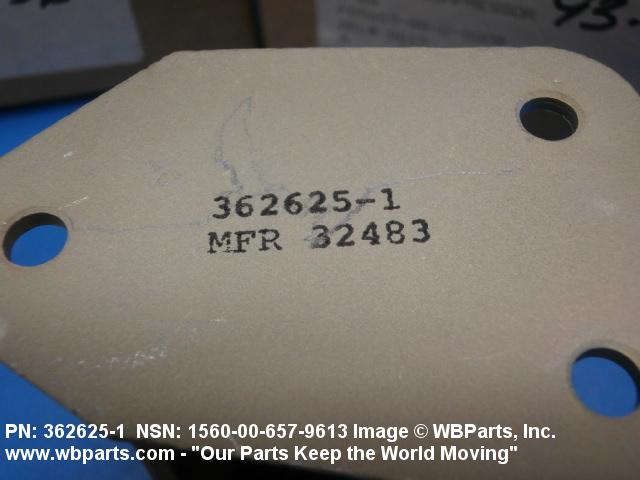 93
362625-1
MFR 32483
PN: 362625-1 NSN: 1560-00-657-9613 Image © WBParts, Inc.
www.wbparts.com - "Our Parts Keep the World Moving"